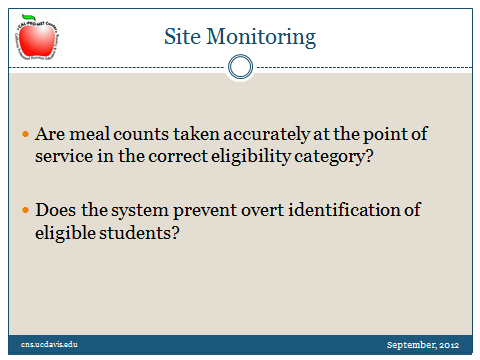 Site Monitoring
• Are meal counts taken accurately at the point of
service in the correct eligibility category?
• Does the system prevent overt identification of
eligible students?
cns.ucdavis.edu
September, 2012